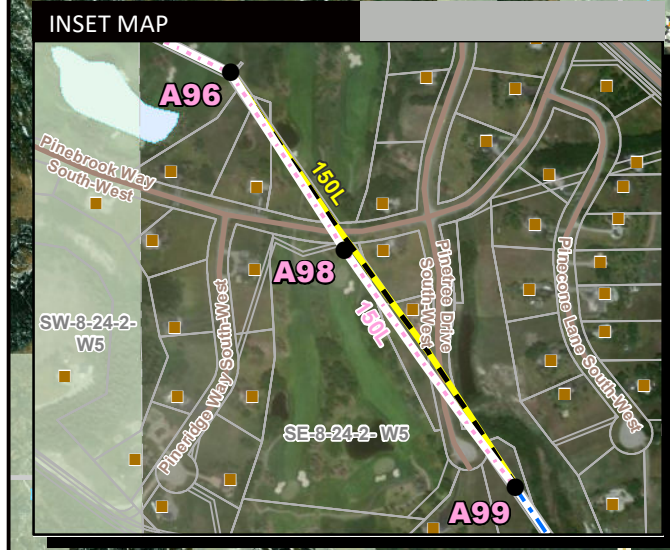 INSET MAP
A96
150L
Pinebrook Way
South-West
A98
150L
Pinetree Drive
South-West
Pinecone Lane South-West
SW-8-24-2-
W5
Pineridge Way South-West
SE-8-24-2- W5
A99